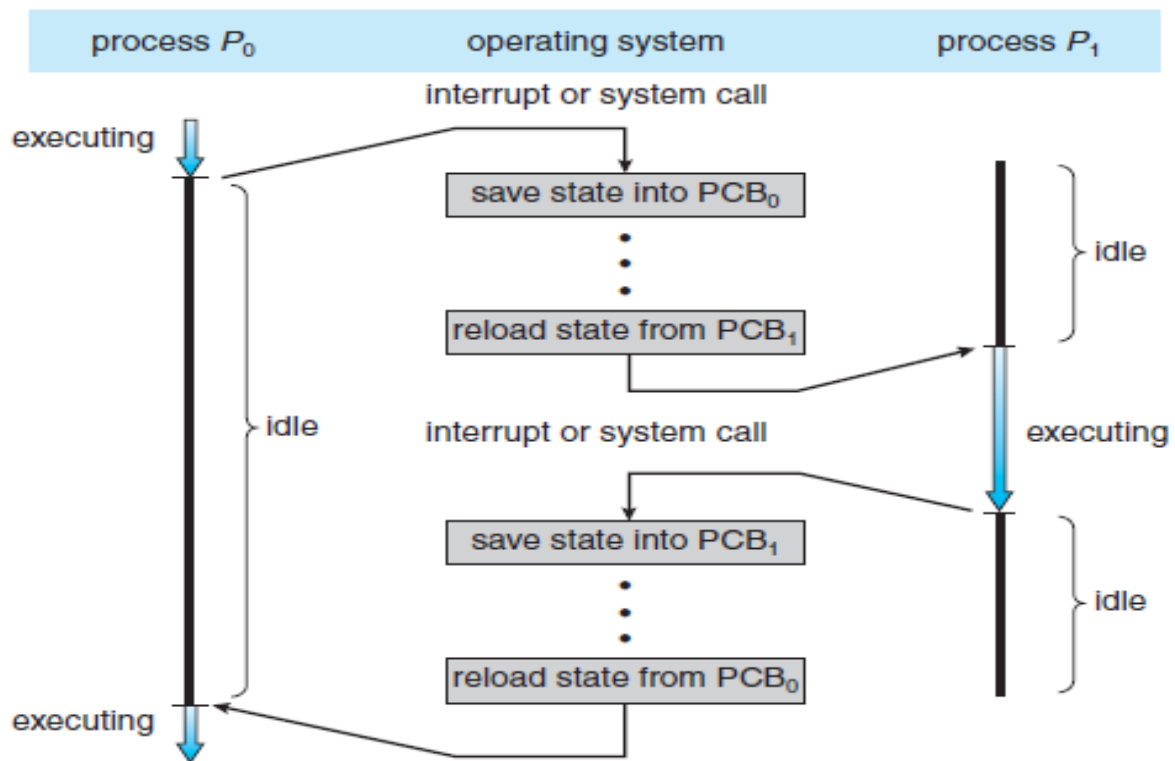 process P₀ operating system process P₁
interrupt or system call
executing
save state into PCB₀
idle
reload state from PCB₁
idle
interrupt or system call
executing
save state into PCB₁
idle
reload state from PCB₀
executing